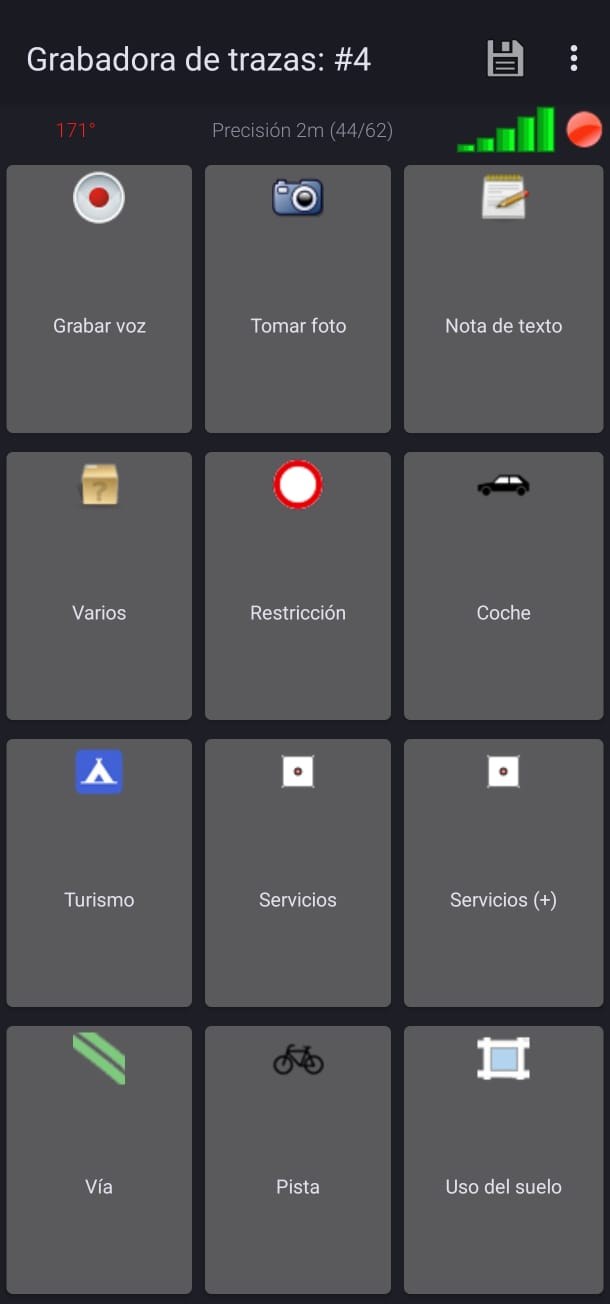 Grabadora de trazas: #4
171°
Precisión 2m (44/62)
Grabar voz
Tomar foto
Nota de texto
?
Varios
Restricción
Coche
Turismo
Servicios
Servicios (+)
Vía
Pista
Uso del suelo